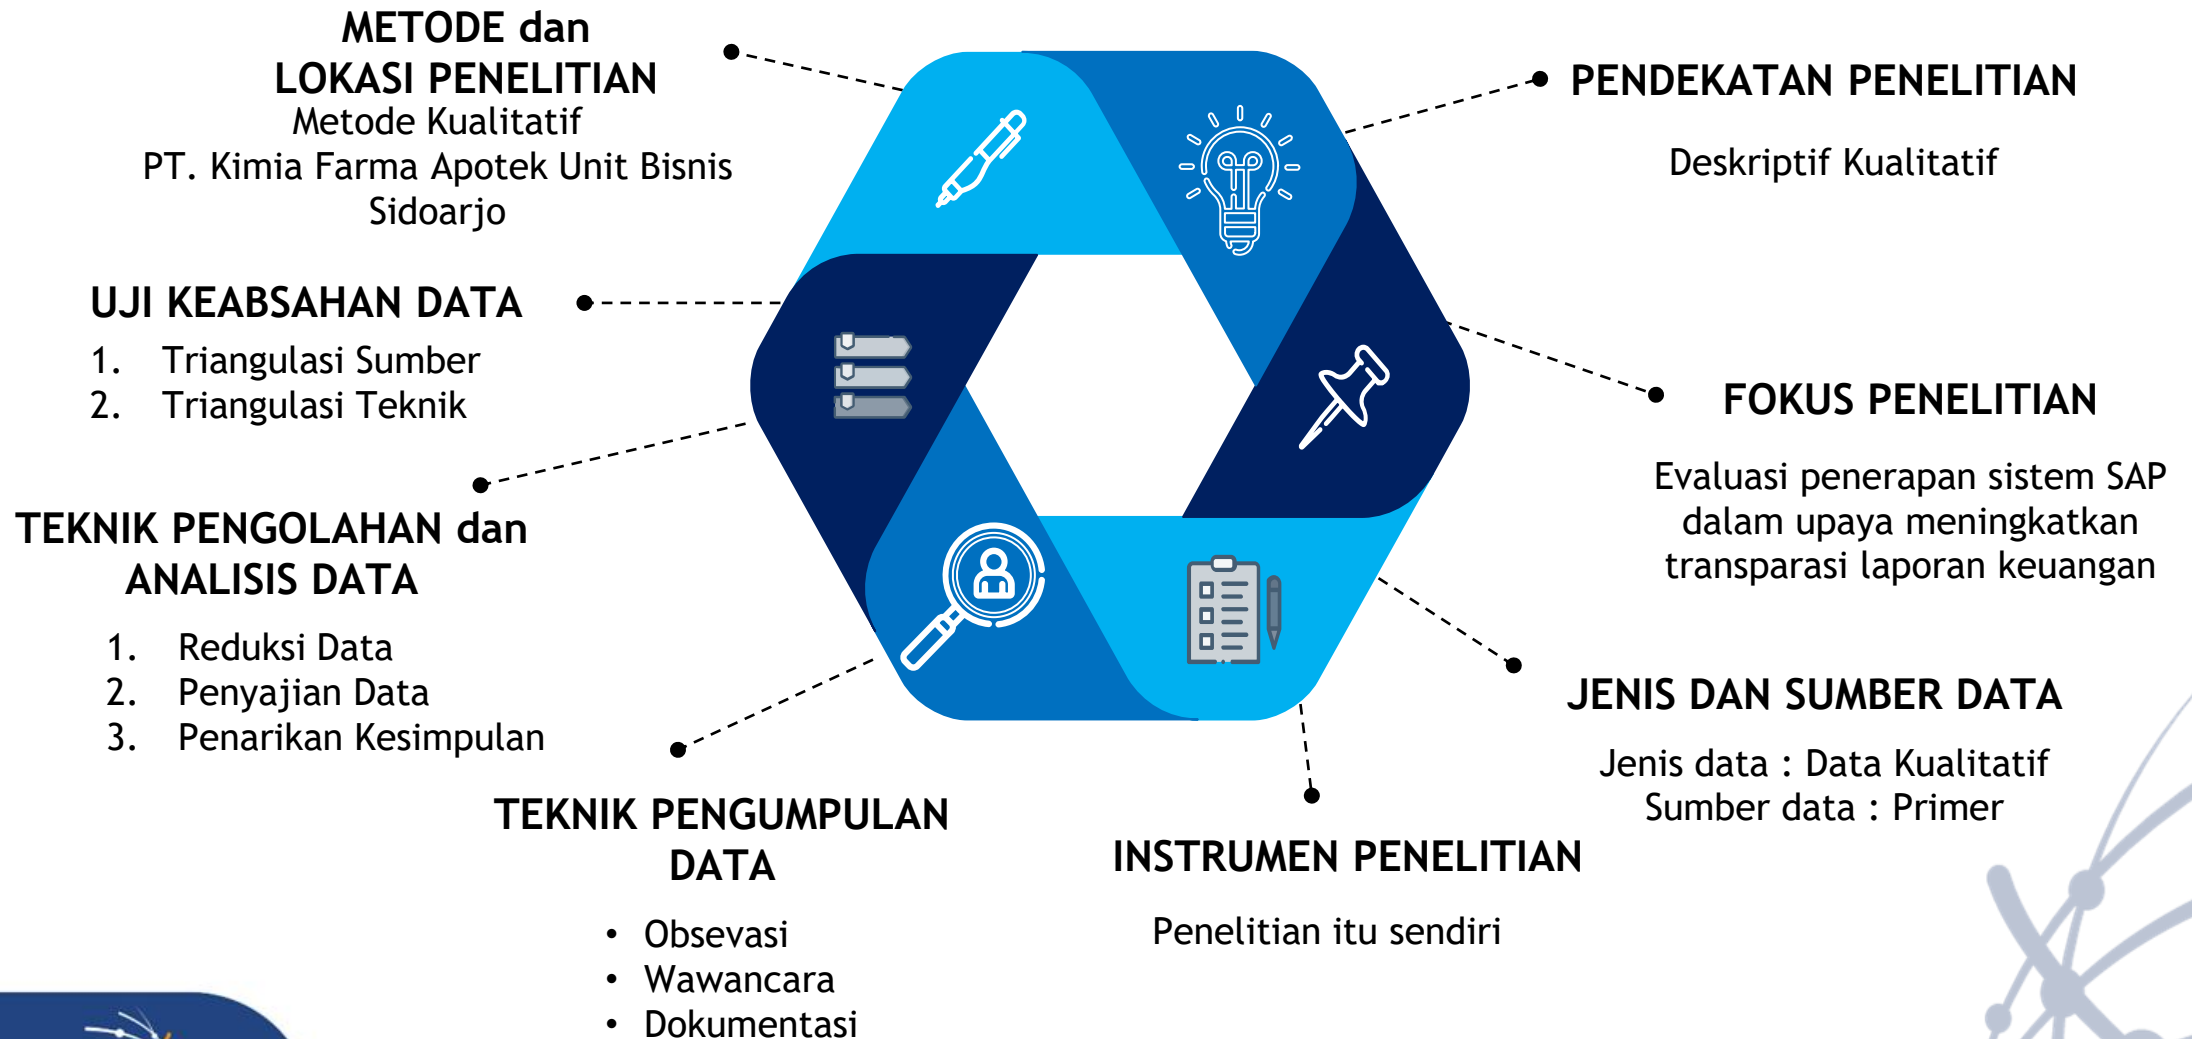 METODE dan
LOKASI PENELITIAN
Metode Kualitatif
PT. Kimia Farma Apotek Unit Bisnis
Sidoarjo
PENDEKATAN PENELITIAN
Deskriptif Kualitatif
UJI KEABSAHAN DATA
1. Triangulasi Sumber
2. Triangulasi Teknik
FOKUS PENELITIAN
Evaluasi penerapan sistem SAP
dalam upaya meningkatkan
transparasi laporan keuangan
TEKNIK PENGOLAHAN dan
ANALISIS DATA
1. Reduksi Data
2. Penyajian Data
3. Penarikan Kesimpulan
JENIS DAN SUMBER DATA
Jenis data : Data Kualitatif
Sumber data : Primer
TEKNIK PENGUMPULAN
DATA
• Obsevasi
• Wawancara
• Dokumentasi
INSTRUMEN PENELITIAN
Penelitian itu sendiri